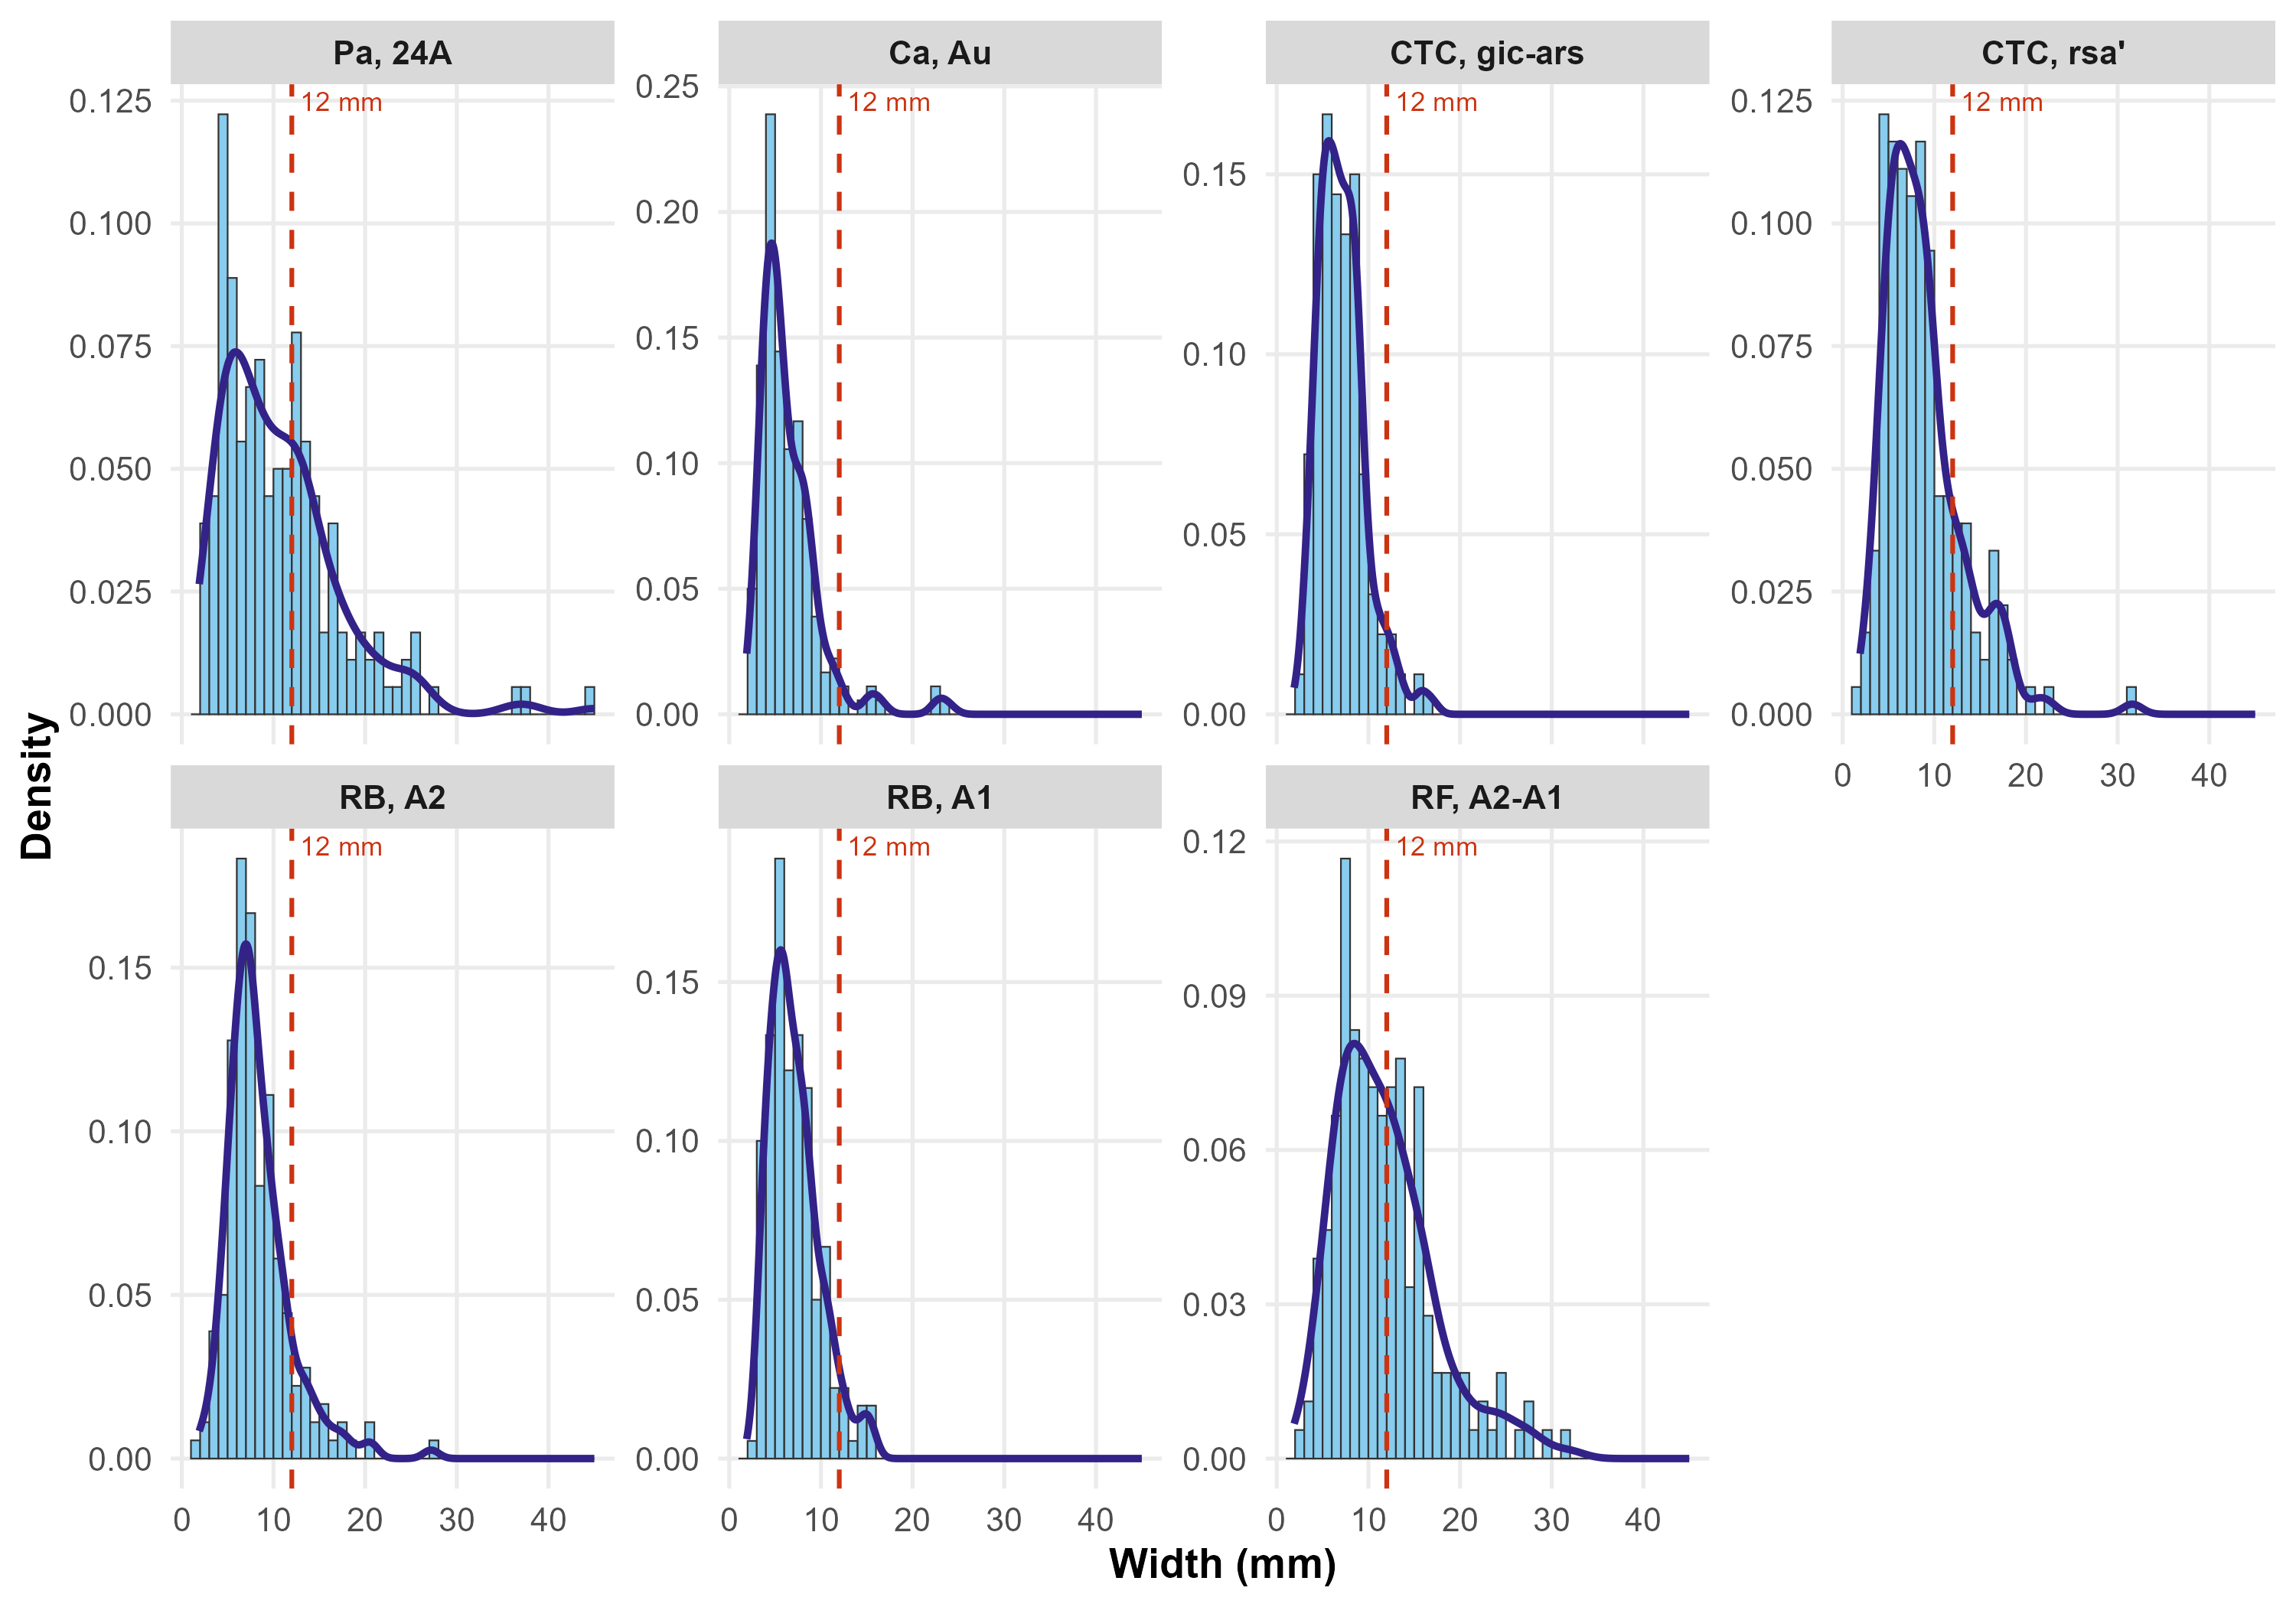 Pa, 24A
Ca, Au
CTC, gic-ars
CTC, rsa'
12 mm
12 mm
12 mm
12 mm
0.125
0.100
0.075
0.050
0.025
0.000
0.25
0.20
0.15
0.10
0.05
0.00
0.15
0.10
0.05
0.00
0.125
0.100
0.075
0.050
0.025
0.000
0 10 20 30 40
Density
RB, A2
RB, A1
RF, A2-A1
12 mm
12 mm
12 mm
0.15
0.10
0.05
0.00
0.15
0.10
0.05
0.00
0.12
0.09
0.06
0.03
0.00
0 10 20 30 40
0 10 20 30 40
0 10 20 30 40
Width (mm)